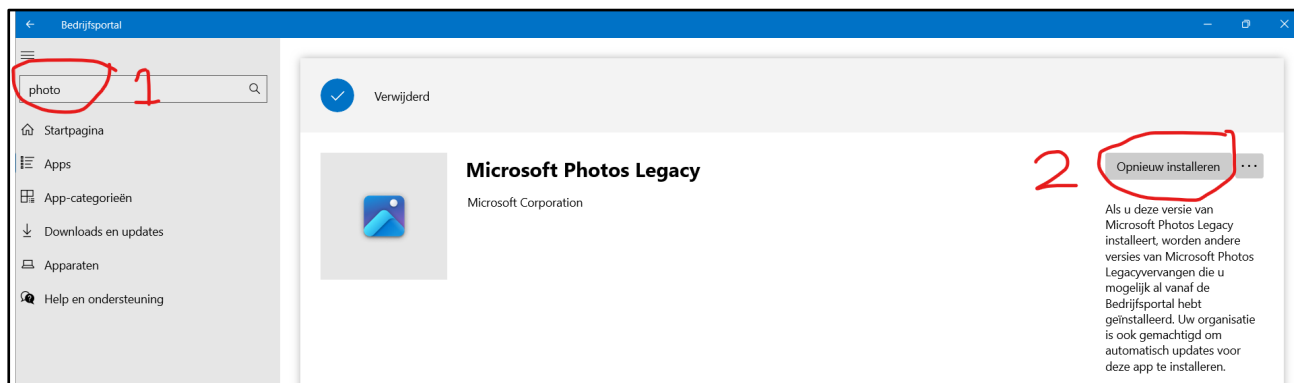 Bedrijfsportal
photo
1
Startpagina
Apps
App-categorieën
Downloads en updates
Apparaten
Help en ondersteuning
Verwijderd
Microsoft Photos Legacy
Microsoft Corporation
2
Opnieuw installeren
Als u deze versie van
Microsoft Photos Legacy
installeert, worden andere
versies van Microsoft Photos
Legacyvervangen die u
mogelijk al vanaf de
Bedrijfsportal hebt
geïnstalleerd. Uw organisatie
is ook gemachtigd om
automatisch updates voor
deze app te installeren.